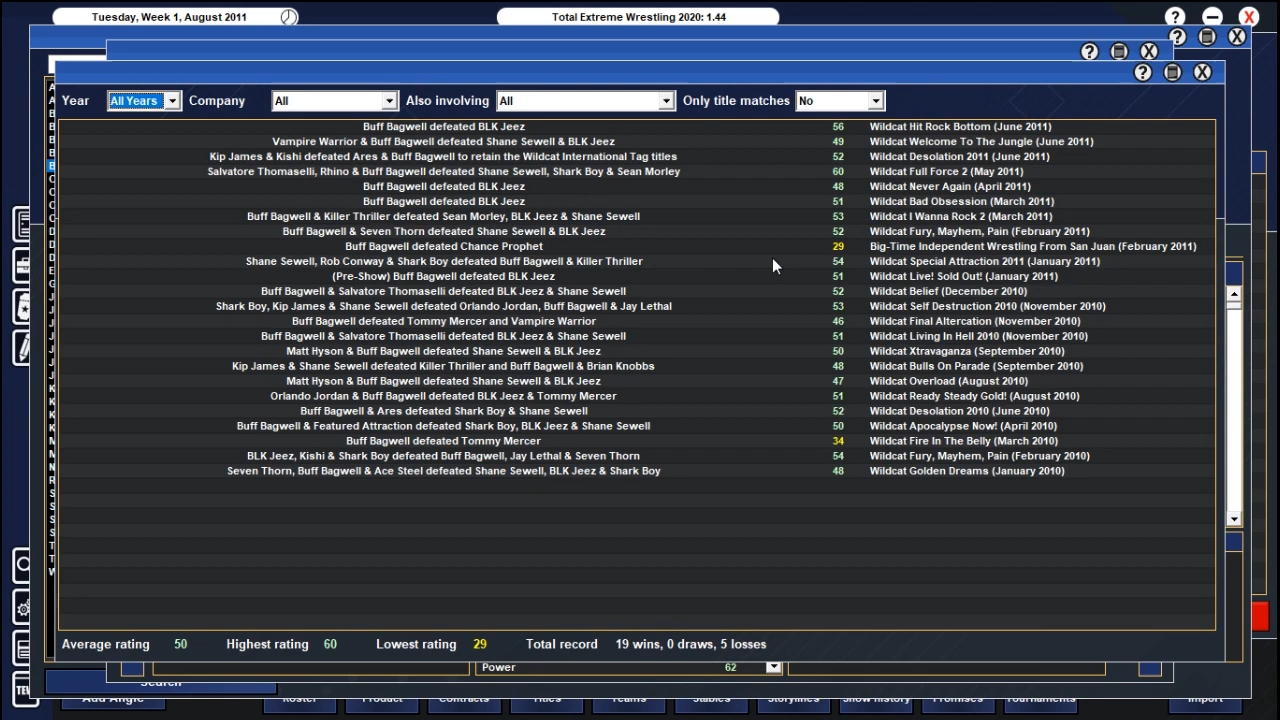 Tuesday, Week 1, August 2011
Total Extreme Wrestling 2020: 1.44
Year All Years Company All Also involving All Only title matches No
Buff Bagwell defeated BLK Jeez 56 Wildcat Hit Rock Bottom (June 2011)
Vampire Warrior & Buff Bagwell defeated Shane Sewell & BLK Jeez 49 Wildcat Welcome To The Jungle (June 2011)
Kip James & Kishi defeated Ares & Buff Bagwell to retain the Wildcat International Tag titles 52 Wildcat Desolation 2011 (June 2011)
Salvatore Thomaselli, Rhino & Buff Bagwell defeated Shane Sewell, Shark Boy & Sean Morley 60 Wildcat Full Force 2 (May 2011)
Buff Bagwell defeated BLK Jeez 48 Wildcat Never Again (April 2011)
Buff Bagwell defeated BLK Jeez 51 Wildcat Bad Obsession (March 2011)
Buff Bagwell & Killer Thriller defeated Sean Morley, BLK Jeez & Shane Sewell 53 Wildcat I Wanna Rock 2 (March 2011)
Buff Bagwell & Seven Thorn defeated Shane Sewell & BLK Jeez 52 Wildcat Fury, Mayhem, Pain (February 2011)
Buff Bagwell defeated Chance Prophet 29 Big-Time Independent Wrestling From San Juan (February 2011)
Shane Sewell, Rob Conway & Shark Boy defeated Buff Bagwell & Killer Thriller 54 Wildcat Special Attraction 2011 (January 2011)
(Pre-Show) Buff Bagwell defeated BLK Jeez 51 Wildcat Live! Sold Out! (January 2011)
Buff Bagwell & Salvatore Thomaselli defeated BLK Jeez & Shane Sewell 52 Wildcat Belief (December 2010)
Shark Boy, Kip James & Shane Sewell defeated Orlando Jordan, Buff Bagwell & Jay Lethal 53 Wildcat Self Destruction 2010 (November 2010)
Buff Bagwell defeated Tommy Mercer and Vampire Warrior 46 Wildcat Final Altercation (November 2010)
Buff Bagwell & Salvatore Thomaselli defeated BLK Jeez & Shane Sewell 51 Wildcat Living In Hell 2010 (November 2010)
Matt Hyson & Buff Bagwell defeated Shane Sewell & BLK Jeez 50 Wildcat Xtravaganza (September 2010)
Kip James & Shane Sewell defeated Killer Thriller and Buff Bagwell & Brian Knobbs 48 Wildcat Bulls On Parade (September 2010)
Matt Hyson & Buff Bagwell defeated Shane Sewell & BLK Jeez 47 Wildcat Overload (August 2010)
Orlando Jordan & Buff Bagwell defeated BLK Jeez & Tommy Mercer 51 Wildcat Ready Steady Gold! (August 2010)
Buff Bagwell & Ares defeated Shark Boy & Shane Sewell 52 Wildcat Desolation 2010 (June 2010)
Buff Bagwell & Featured Attraction defeated Shark Boy, BLK Jeez & Shane Sewell 50 Wildcat Apocalypse Now! (April 2010)
Buff Bagwell defeated Tommy Mercer 34 Wildcat Fire In The Belly (March 2010)
BLK Jeez, Kishi & Shark Boy defeated Buff Bagwell, Jay Lethal & Seven Thorn 54 Wildcat Fury, Mayhem, Pain (February 2010)
Seven Thorn, Buff Bagwell & Ace Steel defeated Shane Sewell, BLK Jeez & Shark Boy 48 Wildcat Golden Dreams (January 2010)
Average rating 50 Highest rating 60 Lowest rating 29 Total record 19 wins, 0 draws, 5 losses
Power 62
Search
Add Angle Roster Product Contracts Titles Teams Stables Storylines Show History Promises Tournaments Import